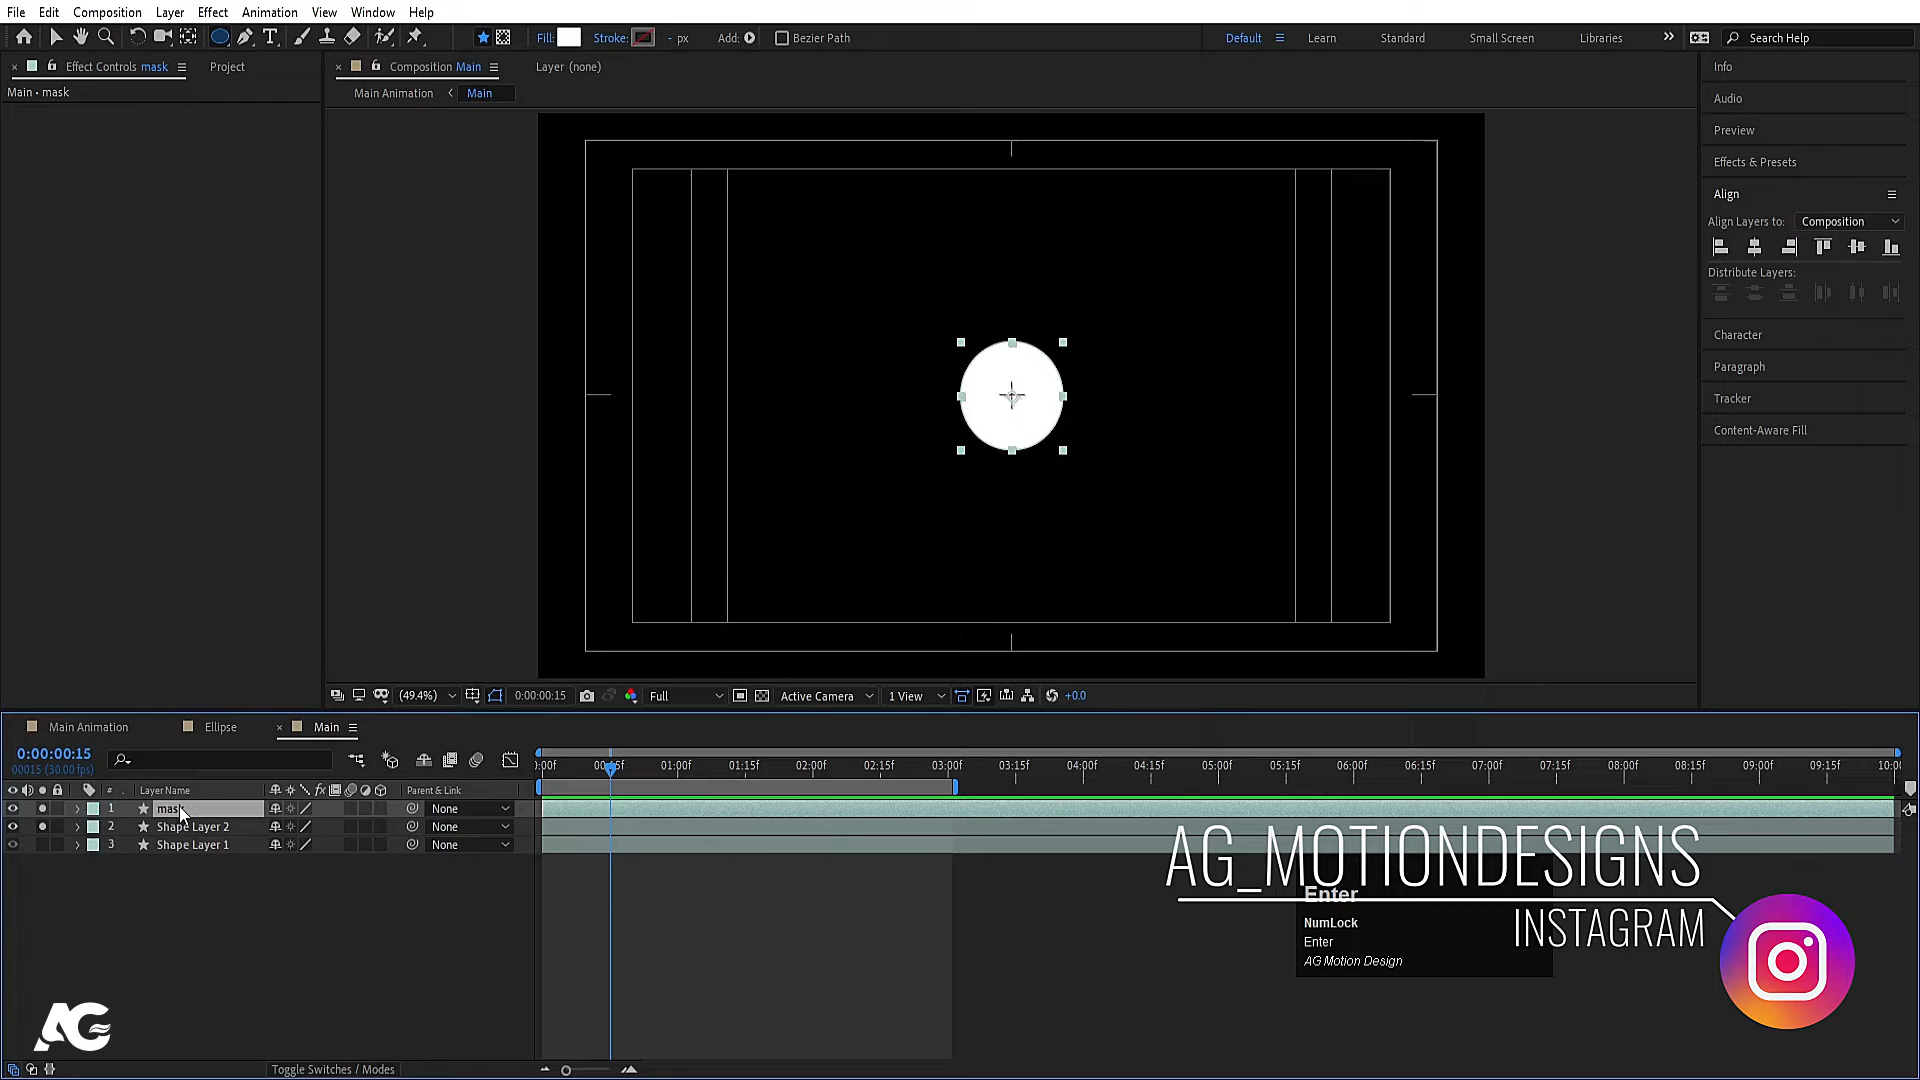 File Edit Composition Layer Effect Animation View Window Help
Fill: Stroke: - px Add: Bezier Path Default Learn Standard Small Screen Libraries Search Help
Effect Controls mask Project Composition Main Layer (none) Info
Main • mask Main Animation Main
Audio
Preview
Effects & Presets
Align
Align Layers to: Composition
Distribute Layers:
Character
Paragraph
Tracker
Content-Aware Fill
(49.4%) 0:00:00:15 Full Active Camera 1 View +0.0
Main Animation Ellipse Main
0:00:00:15
00015 (30.00 fps)
:00f 01:00f 01:15f 02:00f 02:15f 03:00f 03:15f 04:00f 04:15f 05:00f 05:15f 06:00f 06:15f 07:00f 07:15f 08:00f 08:15f 09:00f 09:15f 10:00
# Layer Name fx Parent & Link
1 mask None
2 Shape Layer 2 None
3 Shape Layer 1 None
AG_MOTIONDESIGNS
Enter
INSTAGRAM
NumLock
Enter
AG Motion Design
AG
Toggle Switches / Modes